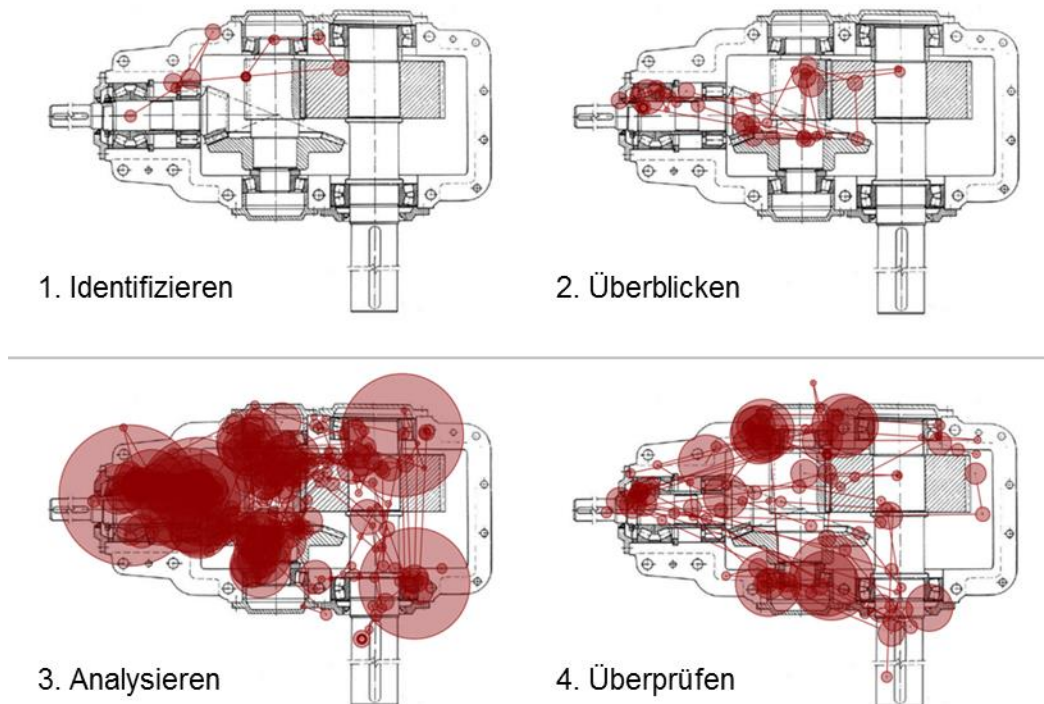 1. Identifizieren
2. Überblicken
3. Analysieren
4. Überprüfen